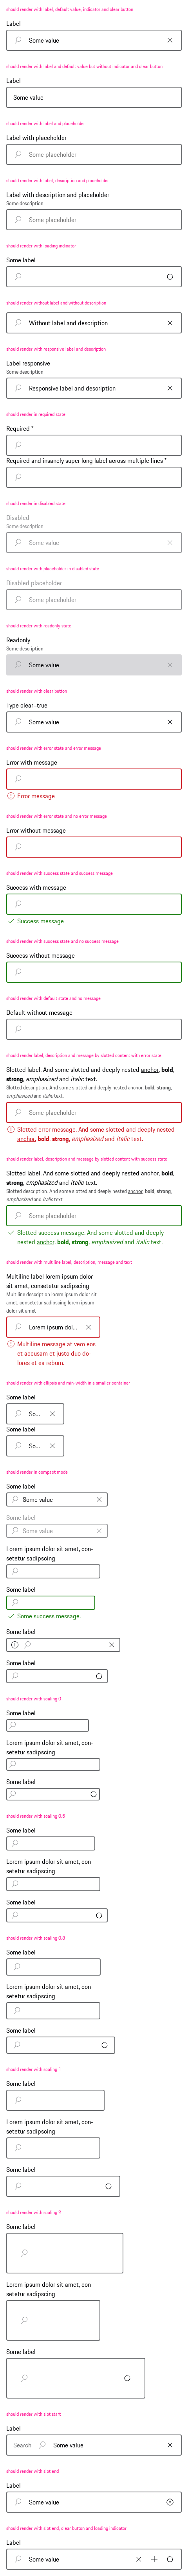 should render with label, default value, indicator and clear button
Label
Some value
should render with label and default value but without indicator and clear button
Label
Some value
should render with label and placeholder
Label with placeholder
Some placeholder
should render with label, description and placeholder
Label with description and placeholder
Some description
Some placeholder
should render with loading indicator
Some label
should render without label and without description
Without label and description
should render with responsive label and description
Label responsive
Some description
Responsive label and description
should render in required state
Required *
Required and insanely super long label across multiple lines *
should render in disabled state
Disabled
Some description
Some value
should render with placeholder in disabled state
Disabled placeholder
Some placeholder
should render with readonly state
Readonly
Some description
Some value
should render with clear button
Type clear=true
Some value
should render with error state and error message
Error with message
Error message
should render with error state and no error message
Error without message
should render with success state and success message
Success with message
Success message
should render with success state and no success message
Success without message
should render with default state and no message
Default without message
should render label, description and message by slotted content with error state
Slotted label. And some slotted and deeply nested anchor, bold,
strong, emphasized and italic text.
Slotted description. And some slotted and deeply nested anchor, bold, strong,
emphasized and italic text.
Some placeholder
Slotted error message. And some slotted and deeply nested
anchor, bold, strong, emphasized and italic text.
should render label, description and message by slotted content with success state
Slotted label. And some slotted and deeply nested anchor, bold,
strong, emphasized and italic text.
Slotted description. And some slotted and deeply nested anchor, bold, strong,
emphasized and italic text.
Some placeholder
Slotted success message. And some slotted and deeply
nested anchor, bold, strong, emphasized and italic text.
should render with multiline label, description, message and text
Multiline label lorem ipsum dolor
sit amet, consetetur sadipscing
Multiline description lorem ipsum dolor sit
amet, consetetur sadipscing lorem ipsum
dolor sit amet
Lorem ipsum dol...
Multiline message at vero eos
et accusam et justo duo do-
lores et ea rebum.
should render with ellipsis and min-width in a smaller container
Some label
So...
Some label
So...
should render in compact mode
Some label
Some value
Some label
Some value
Lorem ipsum dolor sit amet, con-
setetur sadipscing
Some label
Some success message.
Some label
Some label
should render with scaling 0
Some label
Lorem ipsum dolor sit amet, con-
setetur sadipscing
Some label
should render with scaling 0.5
Some label
Lorem ipsum dolor sit amet, con-
setetur sadipscing
Some label
should render with scaling 0.8
Some label
Lorem ipsum dolor sit amet, con-
setetur sadipscing
Some label
should render with scaling 1
Some label
Lorem ipsum dolor sit amet, con-
setetur sadipscing
Some label
should render with scaling 2
Some label
Lorem ipsum dolor sit amet, con-
setetur sadipscing
Some label
should render with slot start
Label
Search Some value
should render with slot end
Label
Some value
should render with slot end, clear button and loading indicator
Label
Some value